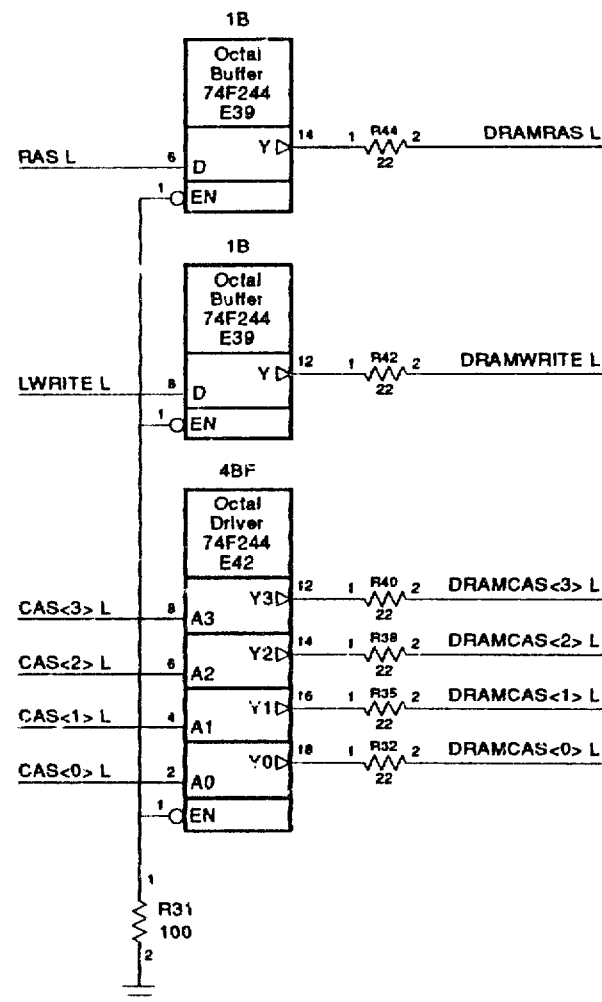 1B
Octal
Buffer
74F244
E39
Y 14 1 R44 2 DRAMRAS L
22
RAS L 6 D
1 EN
1B
Octal
Buffer
74F244
E39
Y 12 1 R42 2 DRAMWRITE L
22
LWRITE L 8 D
1 EN
4BF
Octal
Driver
74F244
E42
Y3 12 1 R40 2 DRAMCAS<3> L
22
CAS<3> L 8 A3
Y2 14 1 R38 2 DRAMCAS<2> L
22
CAS<2> L 6 A2
Y1 16 1 R35 2 DRAMCAS<1> L
22
CAS<1> L 4 A1
Y0 18 1 R32 2 DRAMCAS<0> L
22
CAS<0> L 2 A0
1 EN
1
R31
100
2